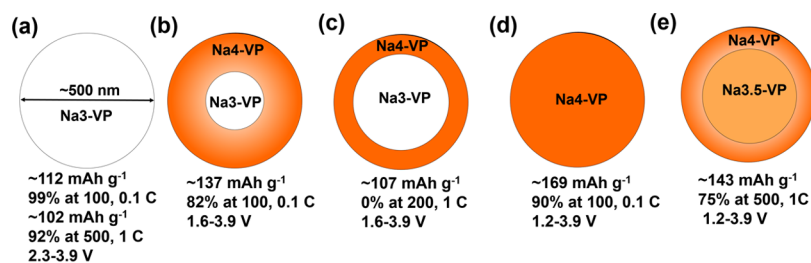 (a)
~500 nm
Na3-VP
~112 mAh g⁻¹
99% at 100, 0.1 C
~102 mAh g⁻¹
92% at 500, 1 C
2.3-3.9 V
(b)
Na4-VP
Na3-VP
~137 mAh g⁻¹
82% at 100, 0.1 C
1.6-3.9 V
(c)
Na4-VP
Na3-VP
~107 mAh g⁻¹
0% at 200, 1 C
1.6-3.9 V
(d)
Na4-VP
~169 mAh g⁻¹
90% at 100, 0.1 C
1.2-3.9 V
(e)
Na4-VP
Na3.5-VP
~143 mAh g⁻¹
75% at 500, 1C
1.2-3.9 V